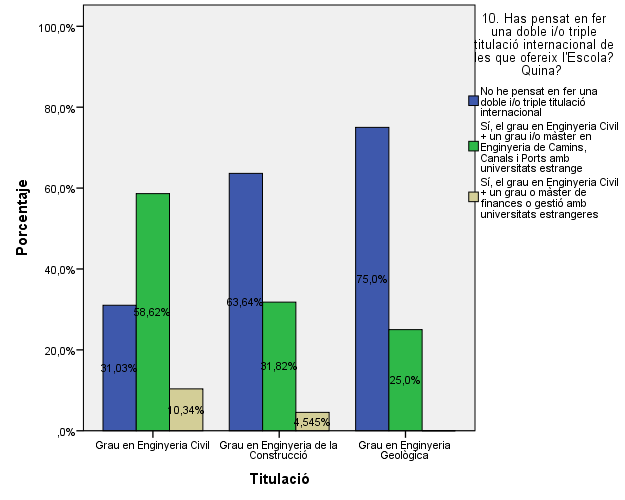 10. Has pensat en fer
una doble i/o triple
titulació internacional de
les que ofereix l'Escola?
Quina?
No he pensat en fer una
doble i/o triple titulació
internacional
Sí, el grau en Enginyeria Civil
+ un grau i/o màster en
Enginyeria de Camins,
Canals i Ports amb
universitats estrange
Sí, el grau en Enginyeria Civil
+ un grau o màster de
finances o gestió amb
universitats estrangeres
Porcentaje
100,0%
80,0%
60,0%
40,0%
20,0%
,0%
31,03%
58,62%
10,34%
63,64%
31,82%
4,545%
75,0%
25,0%
Grau en Enginyeria Civil
Grau en Enginyeria de la
Construcció
Grau en Enginyeria
Geològica
Titulació